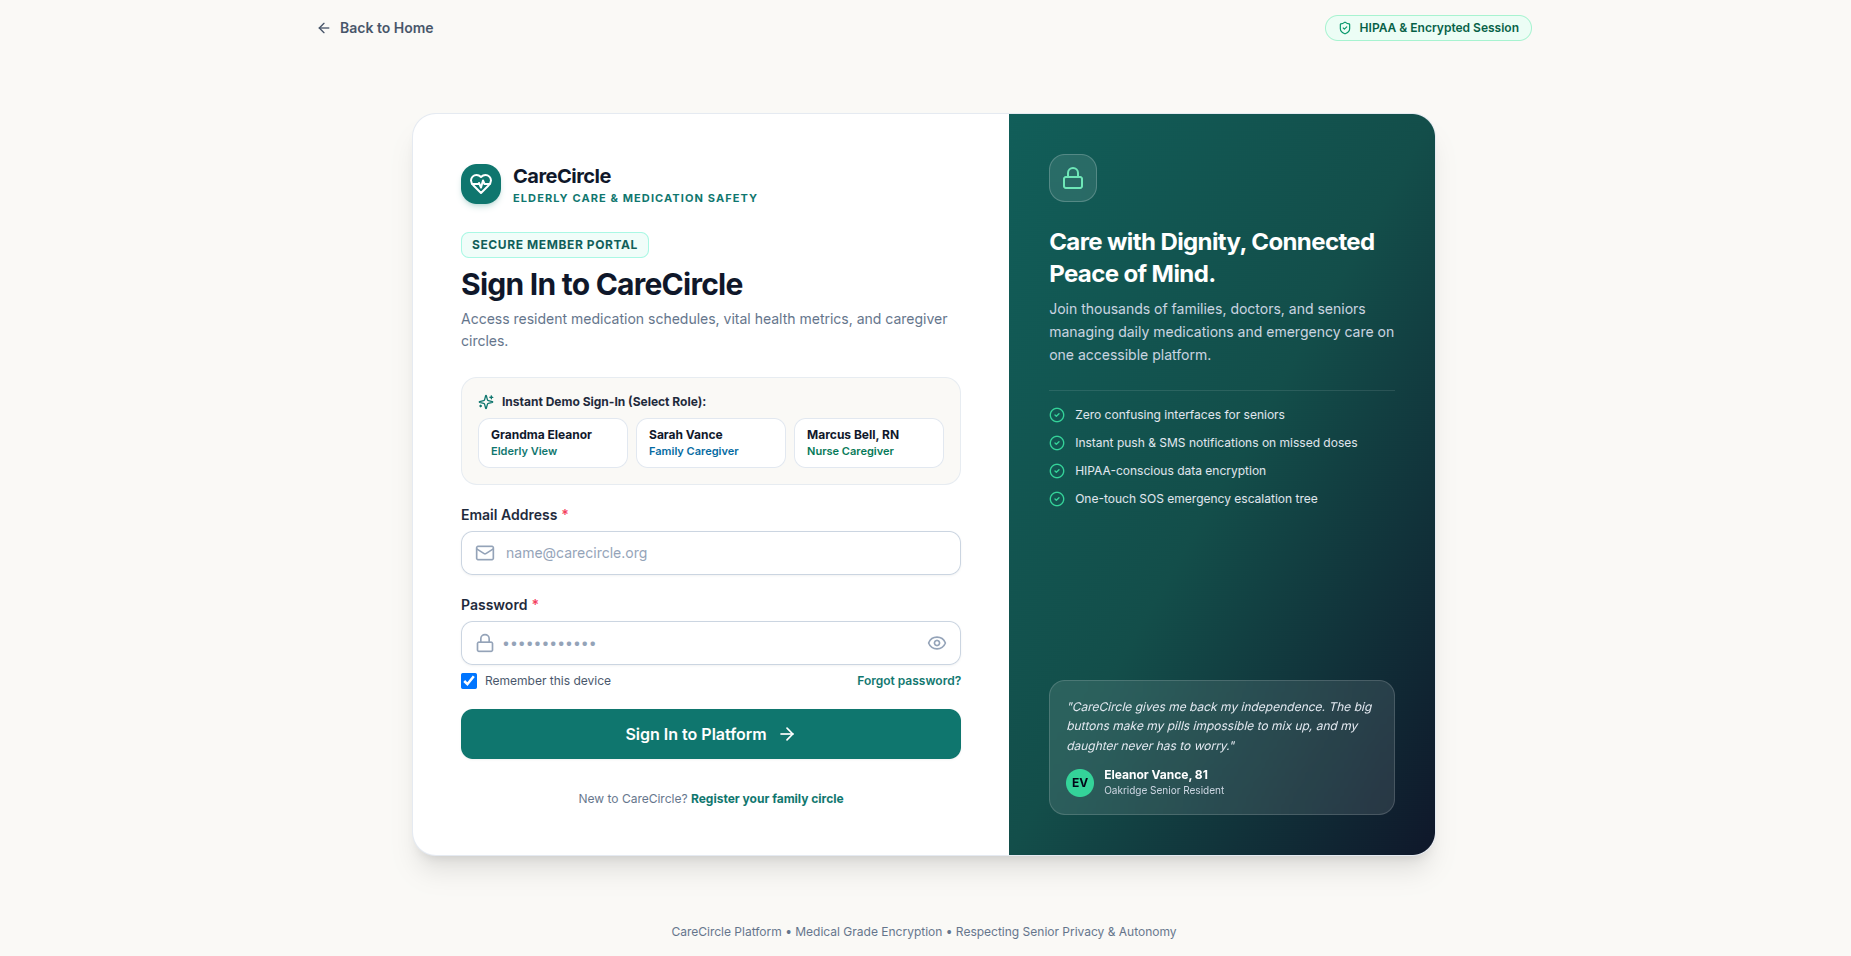 Back to Home
HIPAA & Encrypted Session
CareCircle
ELDERLY CARE & MEDICATION SAFETY
SECURE MEMBER PORTAL
Sign In to CareCircle
Access resident medication schedules, vital health metrics, and caregiver
circles.
Instant Demo Sign-In (Select Role):
Grandma Eleanor
Elderly View
Sarah Vance
Family Caregiver
Marcus Bell, RN
Nurse Caregiver
Email Address *
name@carecircle.org
Password *
••••••••••••
Remember this device
Forgot password?
Sign In to Platform
New to CareCircle? Register your family circle
Care with Dignity, Connected
Peace of Mind.
Join thousands of families, doctors, and seniors
managing daily medications and emergency care on
one accessible platform.
Zero confusing interfaces for seniors
Instant push & SMS notifications on missed doses
HIPAA-conscious data encryption
One-touch SOS emergency escalation tree
"CareCircle gives me back my independence. The big
buttons make my pills impossible to mix up, and my
daughter never has to worry."
EV
Eleanor Vance, 81
Oakridge Senior Resident
CareCircle Platform • Medical Grade Encryption • Respecting Senior Privacy & Autonomy